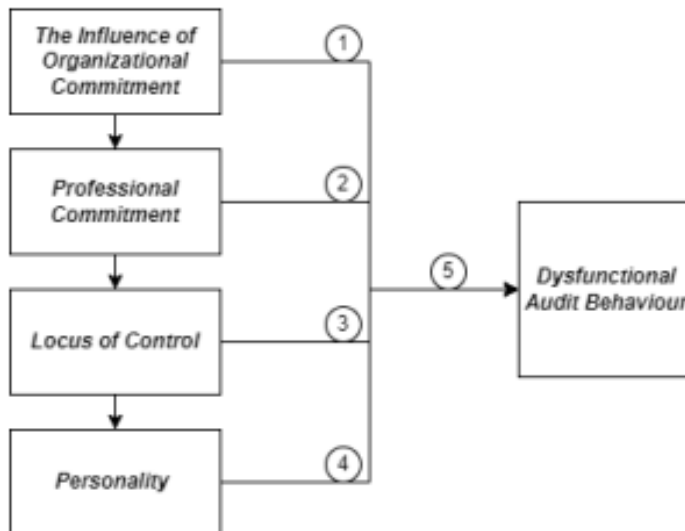 The Influence of
Organizational
Commitment
1
Professional
Commitment
2
5
Dysfunctional
Audit Behaviour
Locus of Control
3
Personality
4